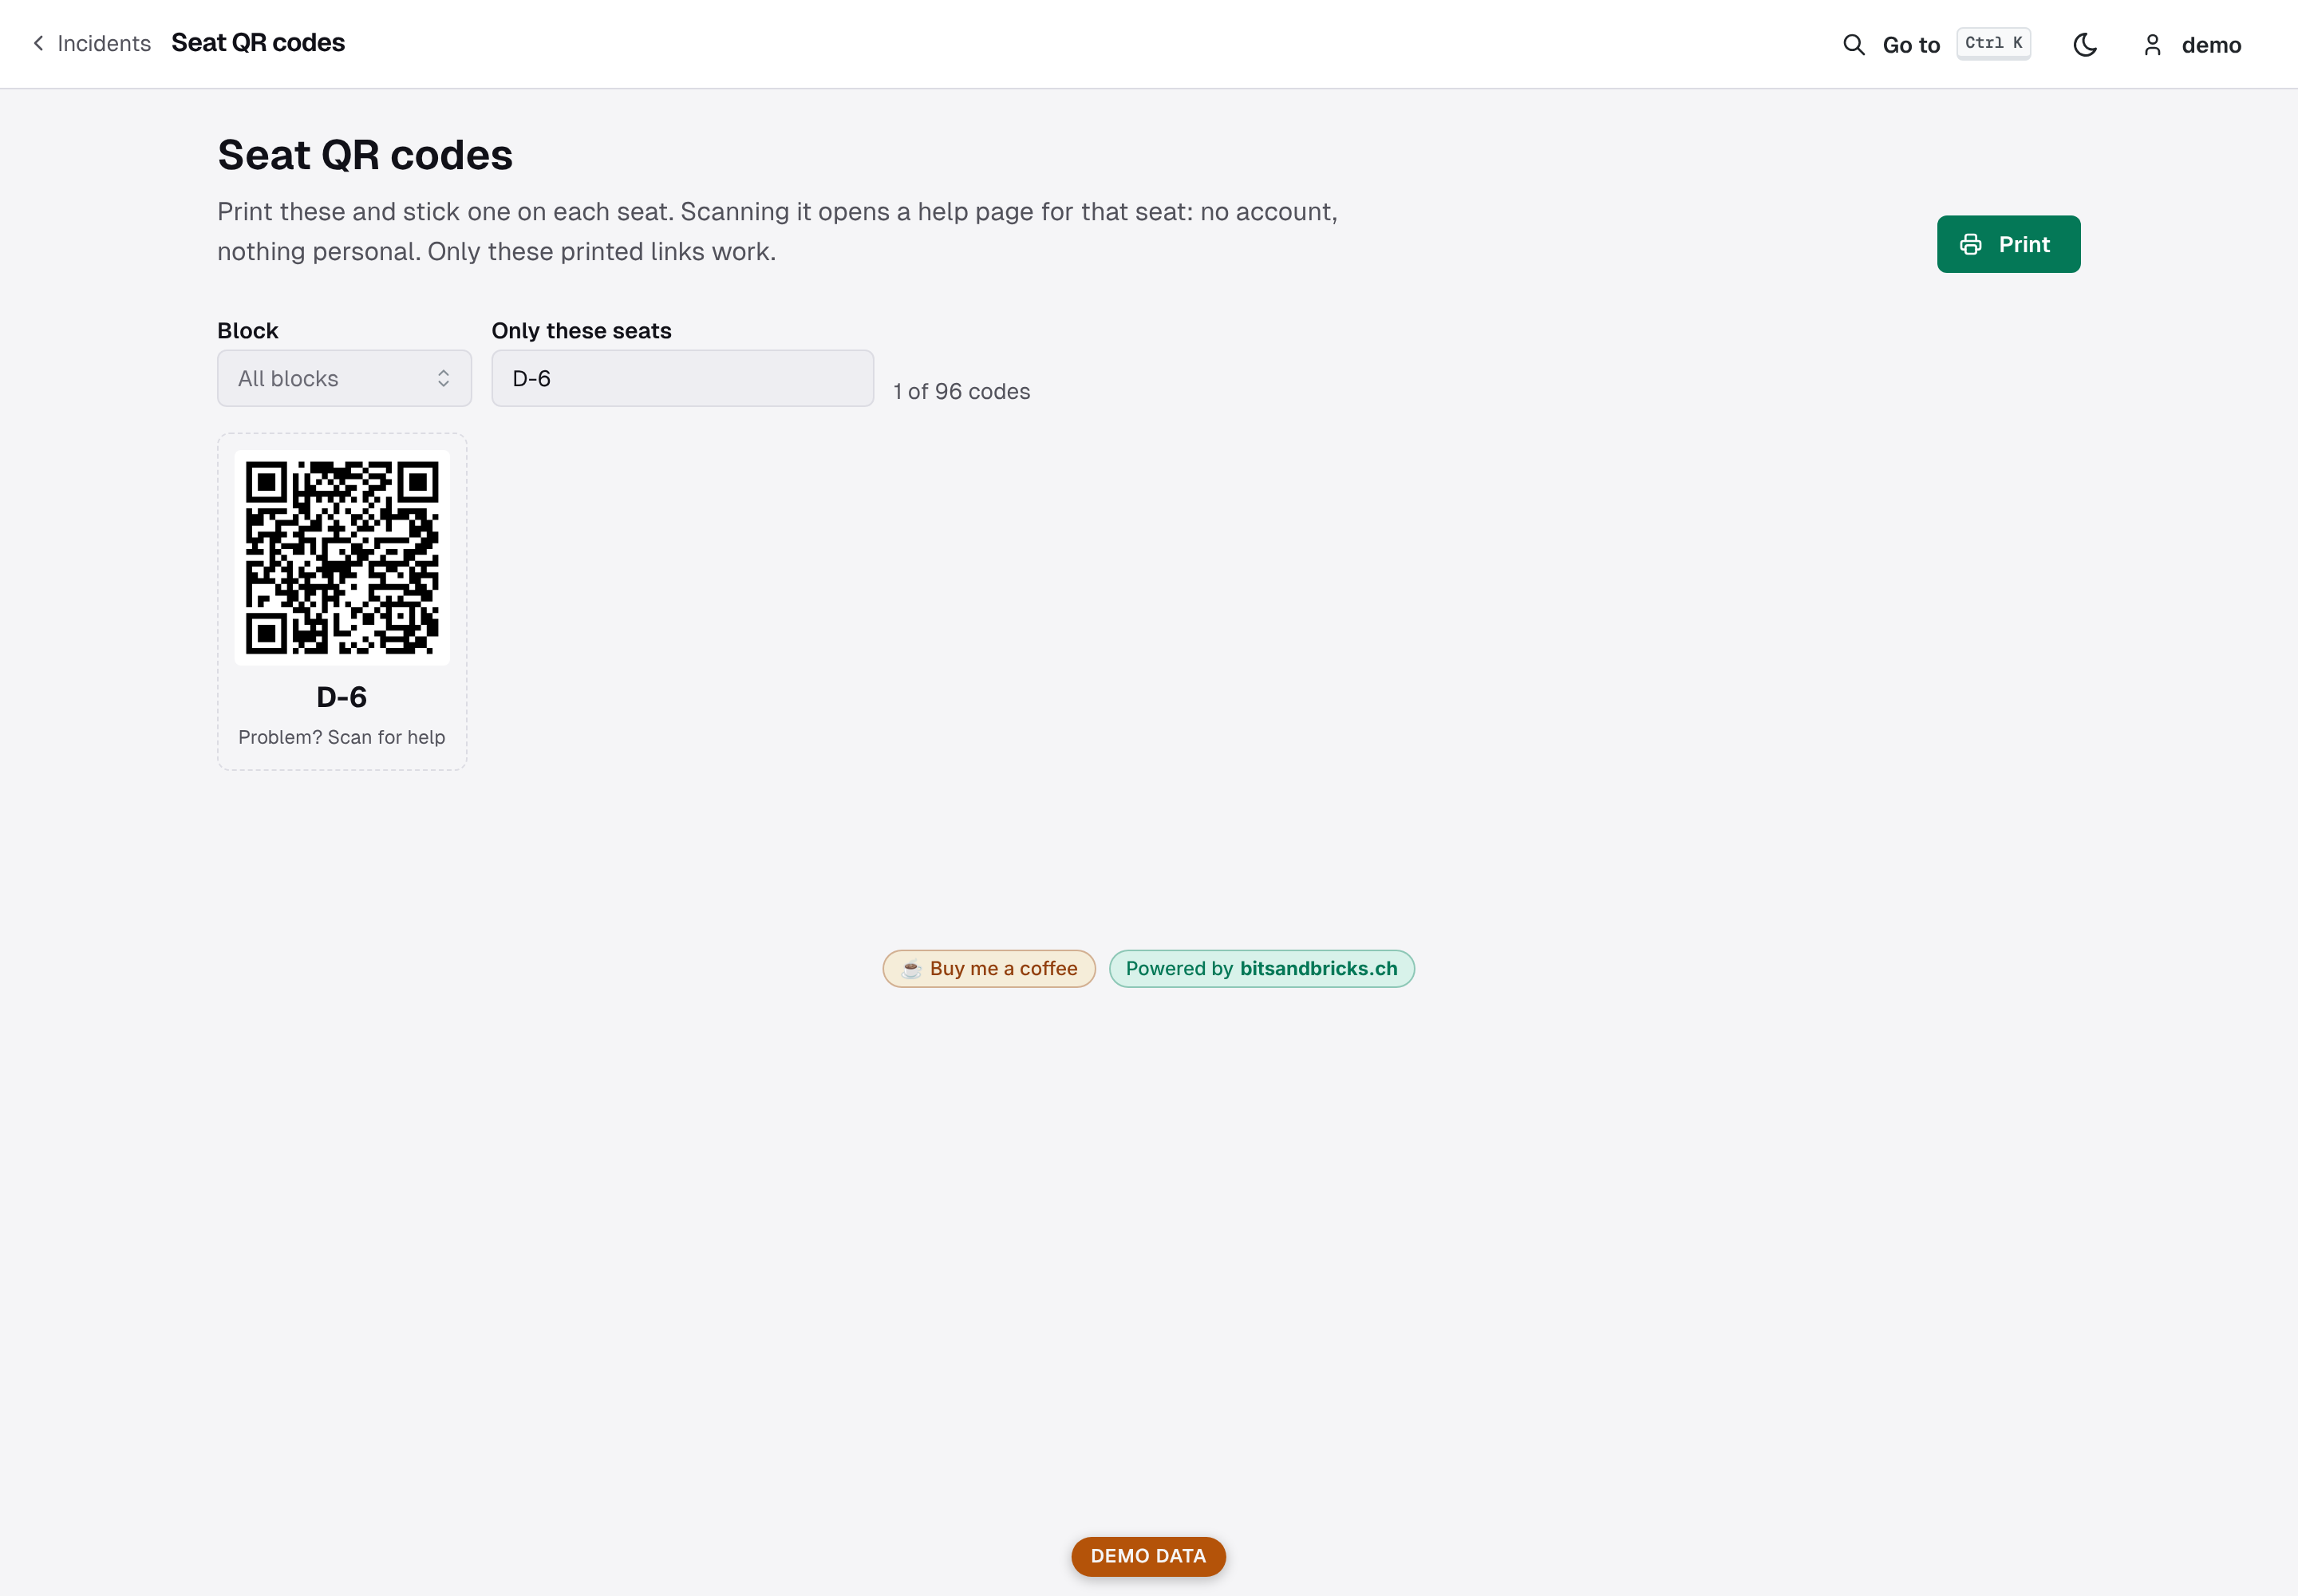 Incidents Seat QR codes Go to Ctrl K demo
Seat QR codes
Print these and stick one on each seat. Scanning it opens a help page for that seat: no account,
nothing personal. Only these printed links work.
Print
Block Only these seats
All blocks D-6 1 of 96 codes
D-6
Problem? Scan for help
Buy me a coffee Powered by bitsandbricks.ch
DEMO DATA